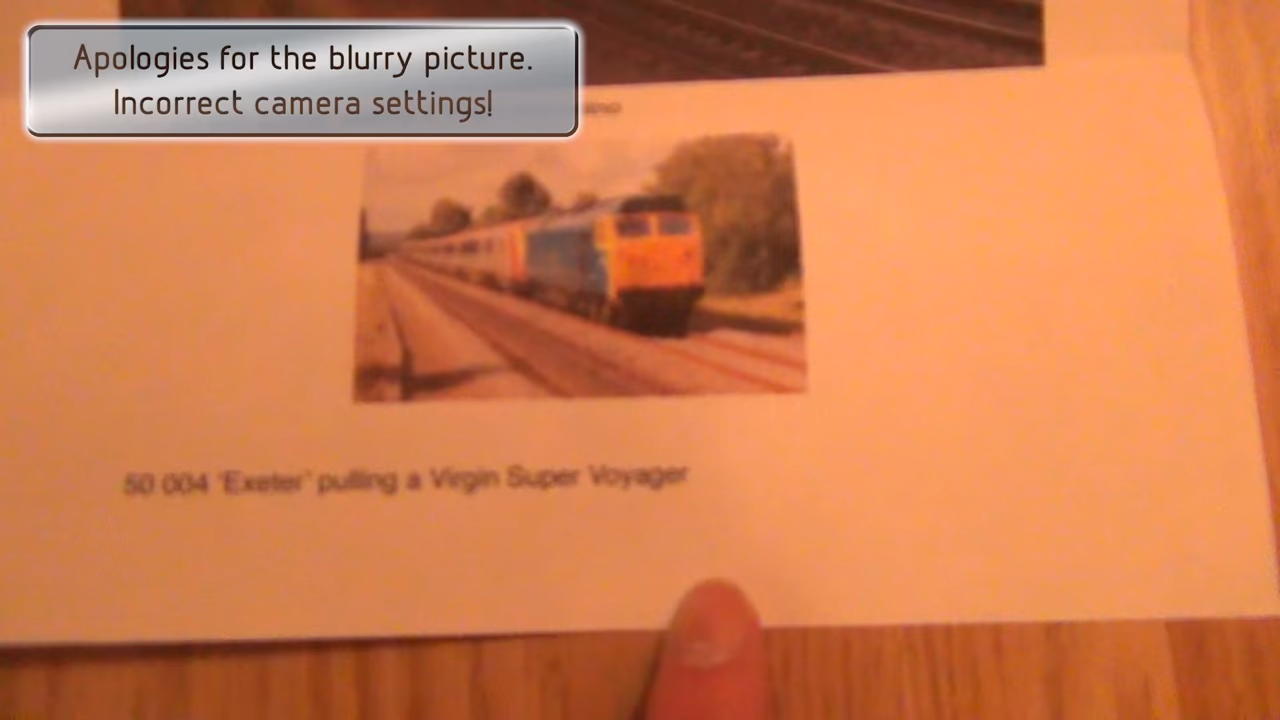 Apologies for the blurry picture.
Incorrect camera settings!
50 004 'Exeter' pulling a Virgin Super Voyager